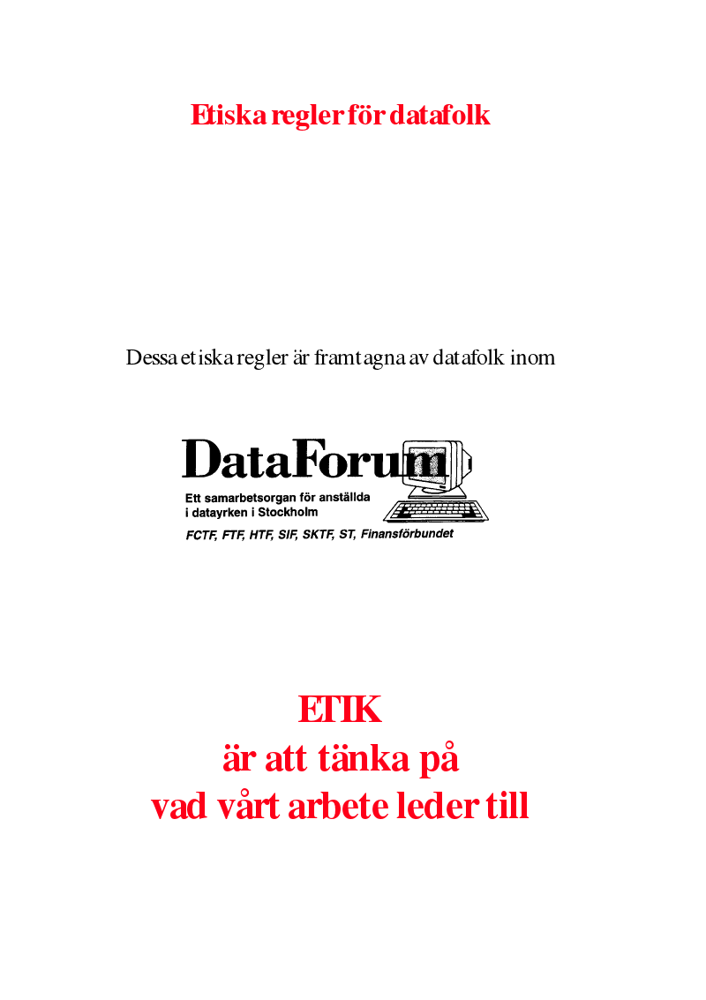 Etiska regler för datafolk
Dessa etiska regler är framtagna av datafolk inom
DataForum
Ett samarbetsorgan för anställda
i datayrken i Stockholm
FCTF, FTF, HTF, SIF, SKTF, ST, Finansförbundet
ETIK
är att tänka på
vad vårt arbete leder till